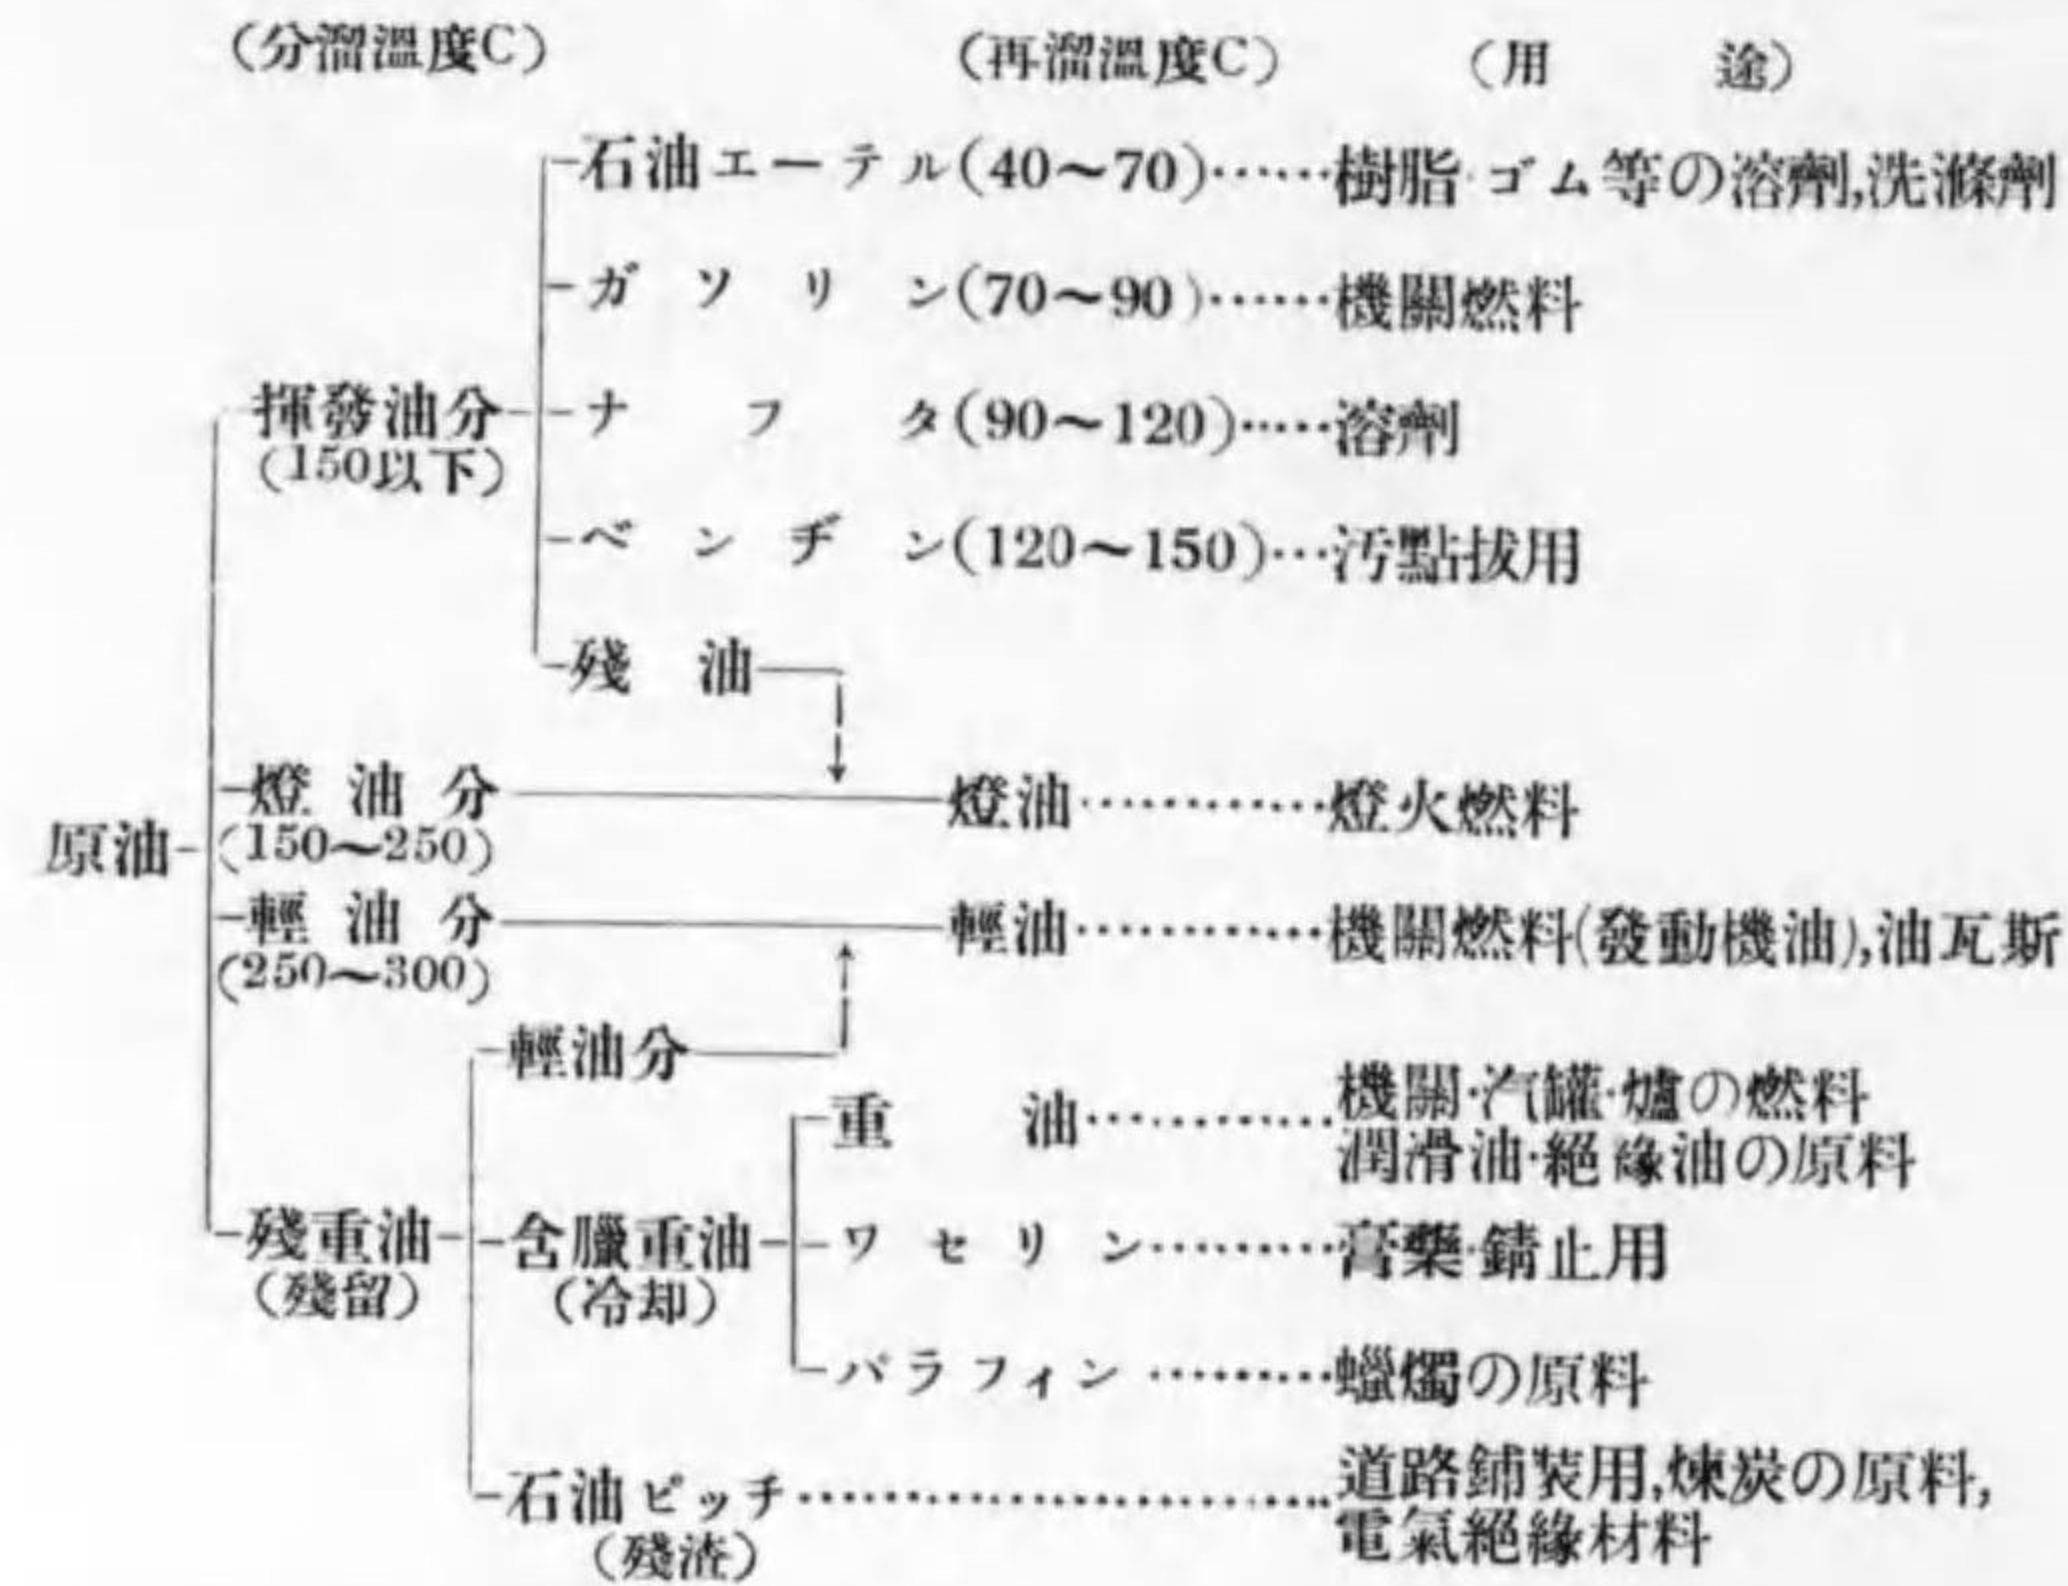 (分溜溫度C) (再溜溫度C) (用 途)
石油エーテル(40〜70)……樹脂・ゴム等の溶劑,洗滌劑
ガソリン(70〜90)……機關燃料
揮發油分 ナフタ(90〜120)……溶劑
(150以下)
ベンヂン(120〜150)…汚點拔用
殘油
燈油分 燈油…………燈火燃料
原油 (150〜250)
輕油分 輕油…………機關燃料(發動機油),油瓦斯
(250〜300)
輕油分
重油…………機關・汽罐・爐の燃料
潤滑油・絕緣油の原料
殘重油 含臘重油 ワセリン………膏藥・錆止用
(殘留) (冷却)
パラフィン………蠟燭の原料
石油ピッチ…………………道路鋪裝用,煉炭の原料,
(殘渣) 電氣絕緣材料